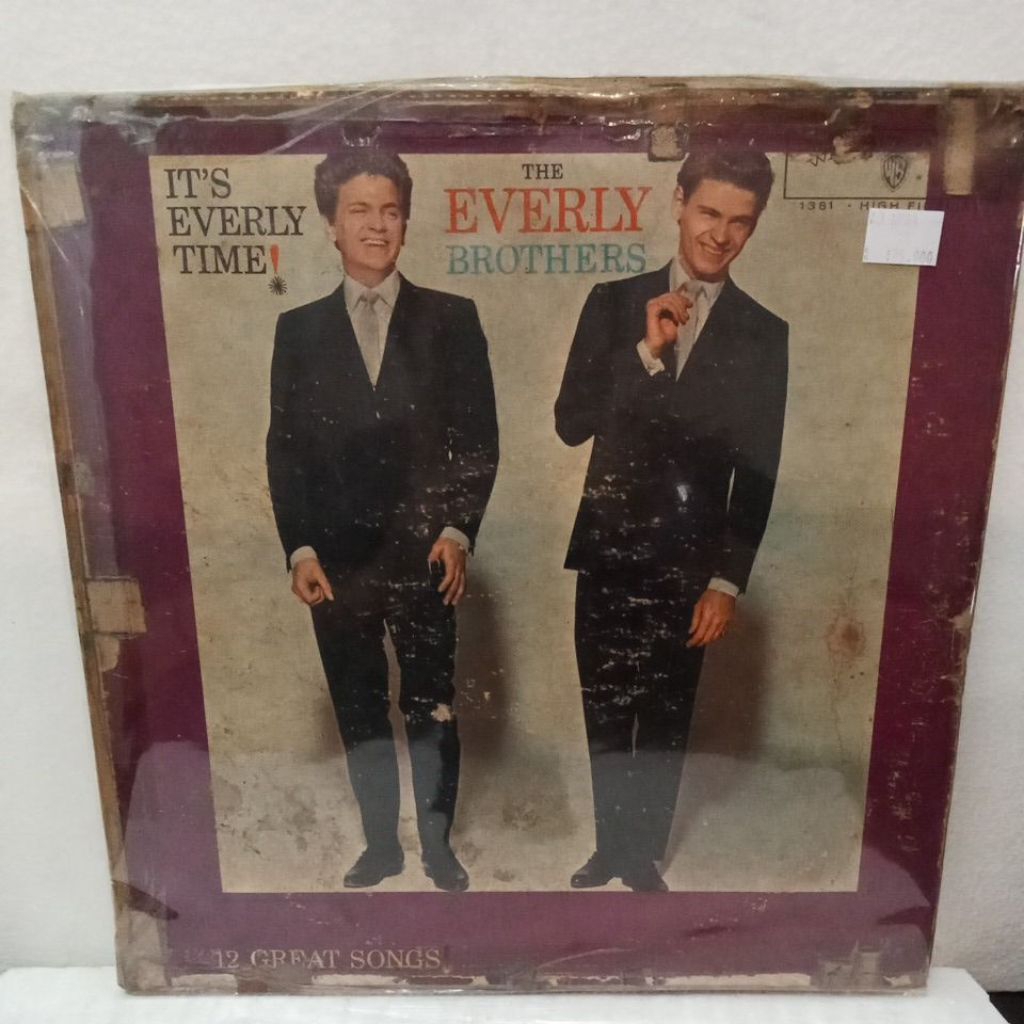 IT'S
EVERLY
TIME!
THE
EVERLY
BROTHERS
1381 · HIGH FI
12 GREAT SONGS